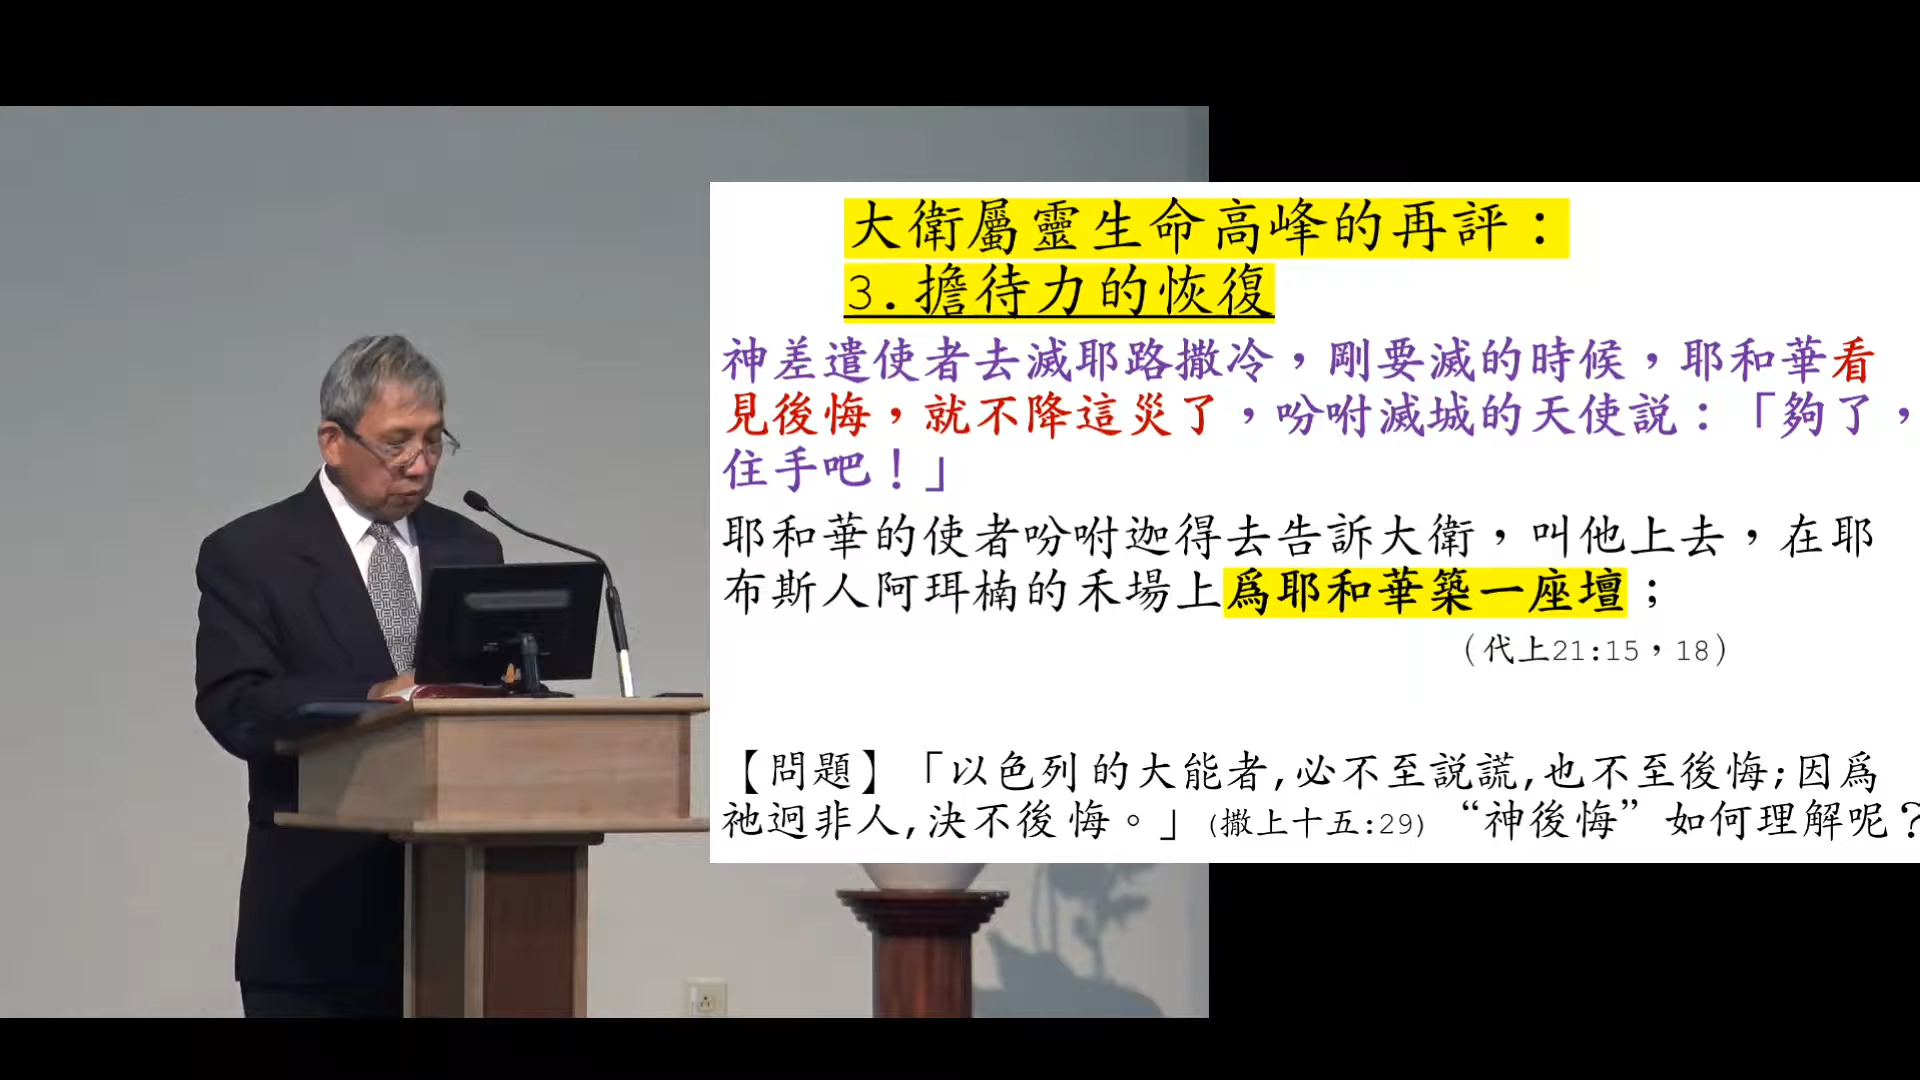 大衛屬靈生命高峰的再評：
3.擔待力的恢復
神差遣使者去滅耶路撒冷，剛要滅的時候，耶和華看
見後悔，就不降這災了，吩咐滅城的天使説：「夠了，
住手吧！」
耶和華的使者吩咐迦得去告訴大衛，叫他上去，在耶
布斯人阿珥楠的禾場上爲耶和華築一座壇；
（代上21:15，18）
【問題】「以色列的大能者,必不至説謊,也不至後悔;因爲
祂迥非人,決不後悔。」(撒上十五:29) “神後悔”如何理解呢？